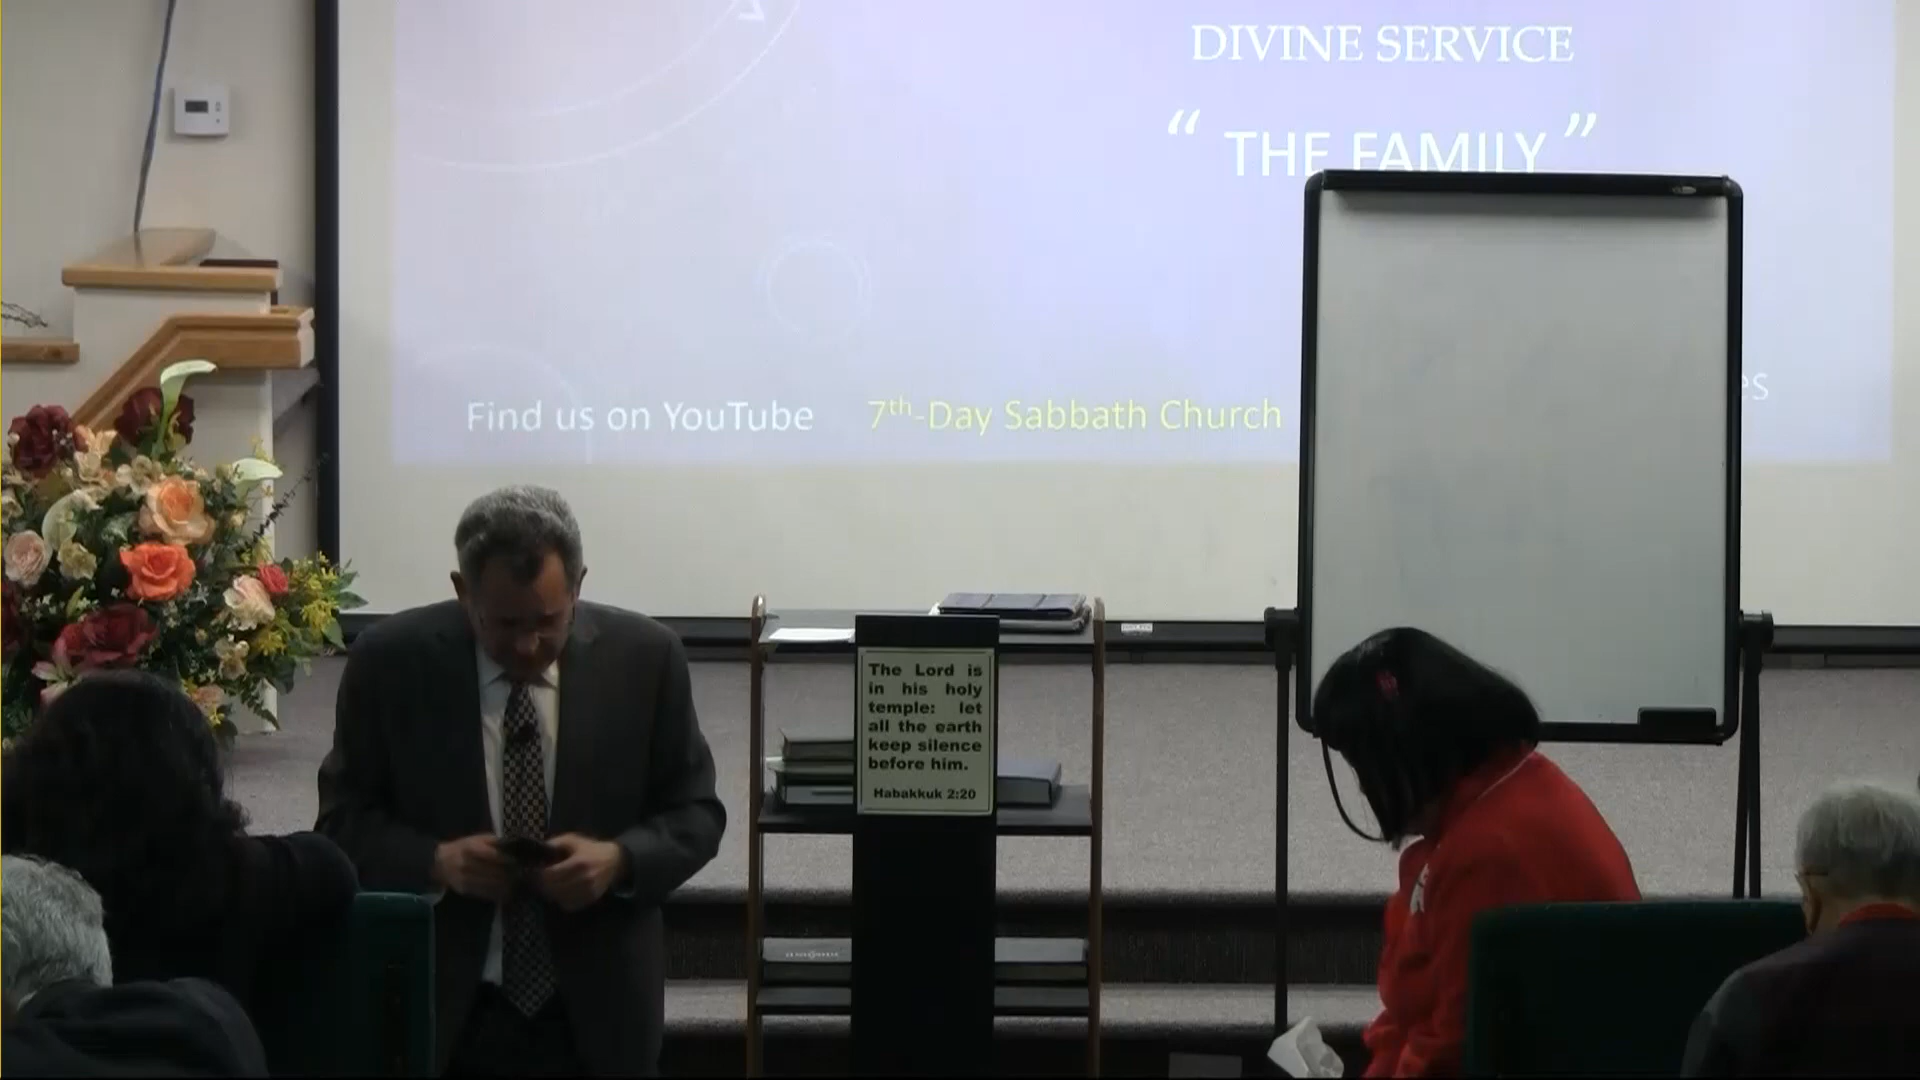 DIVINE SERVICE
“ THE FAMILY ”
Find us on YouTube 7th-Day Sabbath Church
The Lord is
in his holy
temple: let
all the earth
keep silence
before him.
Habakkuk 2:20